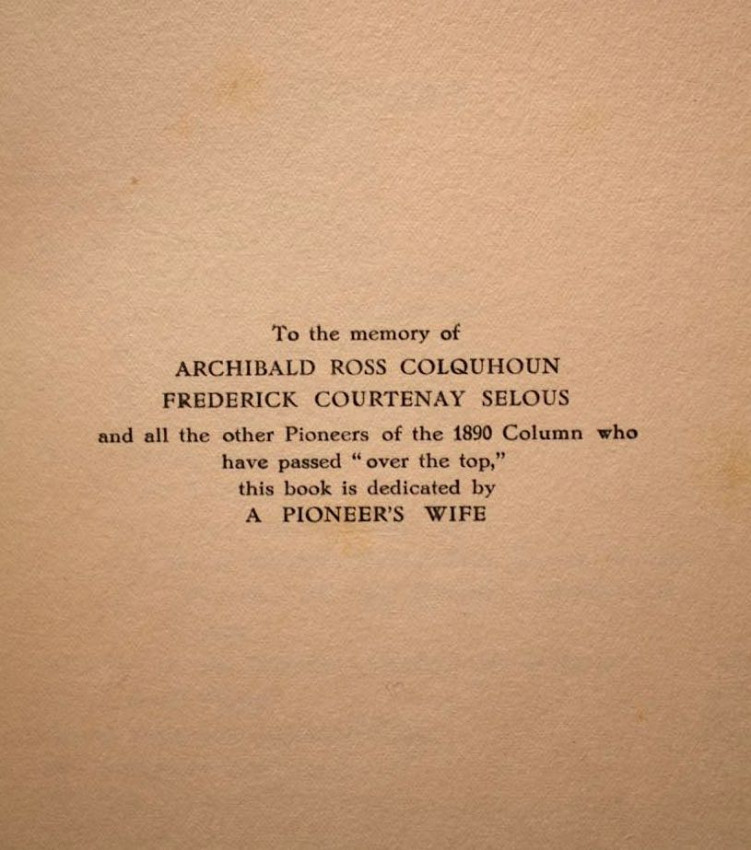 To the memory of
ARCHIBALD ROSS COLQUHOUN
FREDERICK COURTENAY SELOUS
and all the other Pioneers of the 1890 Column who
have passed “over the top,”
this book is dedicated by
A PIONEER'S WIFE